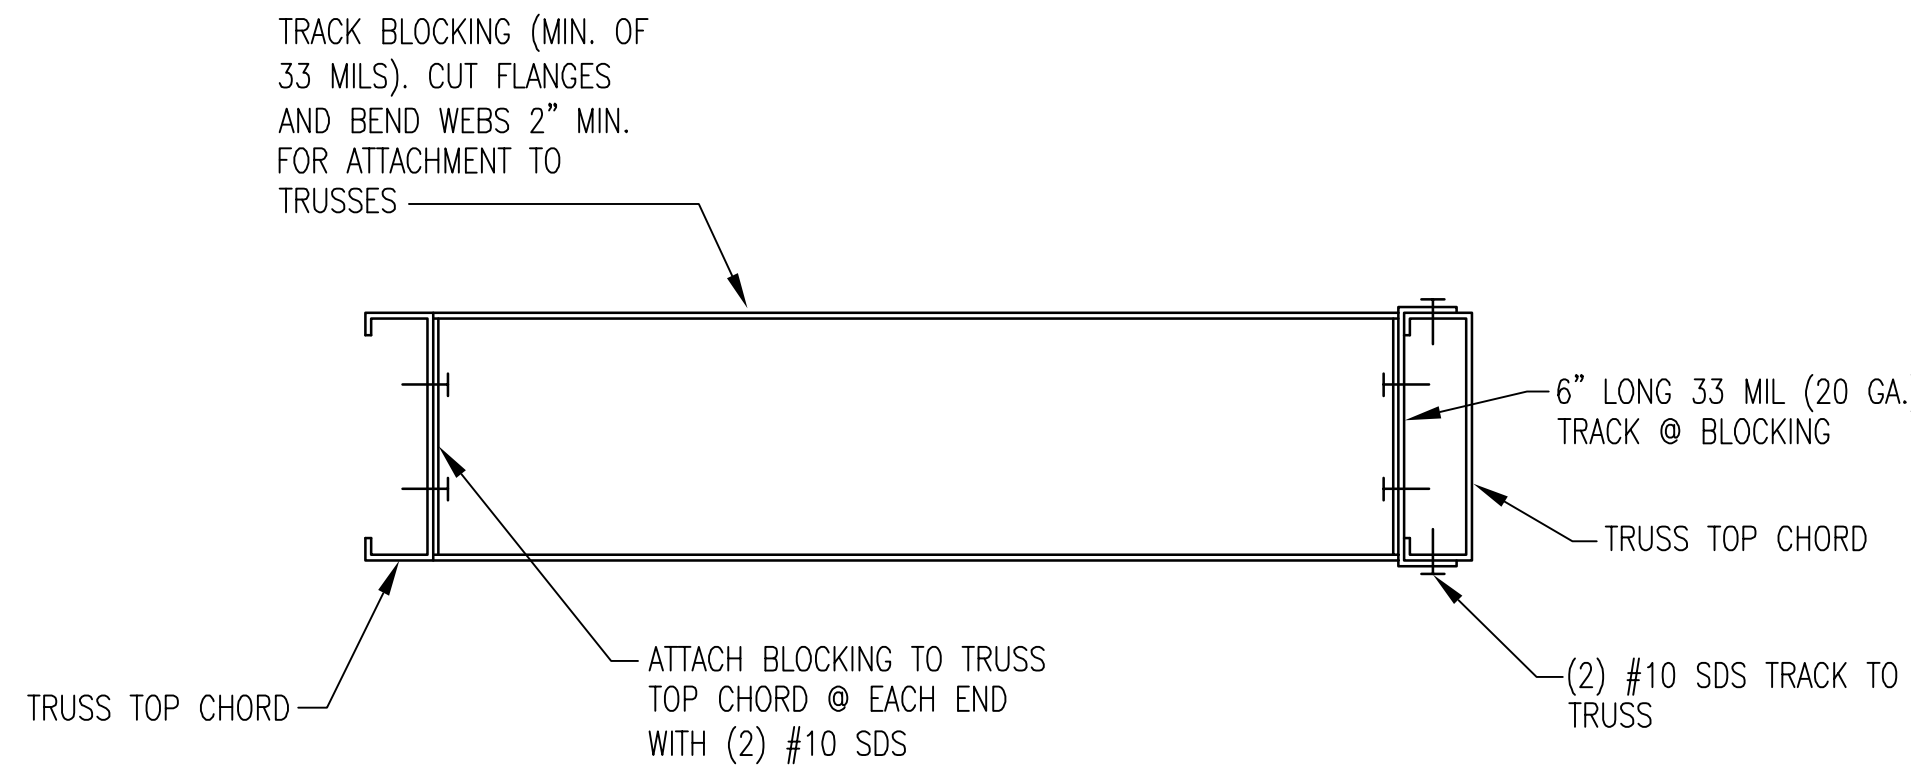 TRACK BLOCKING (MIN. OF
33 MILS). CUT FLANGES
AND BEND WEBS 2” MIN.
FOR ATTACHMENT TO
TRUSSES
6” LONG 33 MIL (20 GA.
TRACK @ BLOCKING
TRUSS TOP CHORD
ATTACH BLOCKING TO TRUSS
TOP CHORD @ EACH END
WITH (2) #10 SDS
(2) #10 SDS TRACK TO
TRUSS
TRUSS TOP CHORD